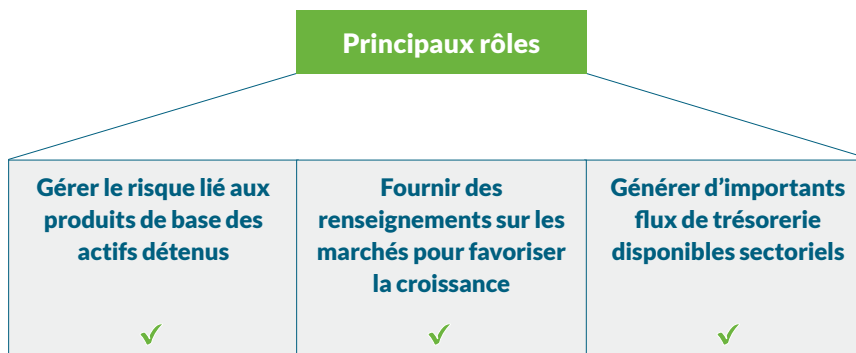 Principaux rôles
Gérer le risque lié aux
produits de base des
actifs détenus
Fournir des
renseignements sur les
marchés pour favoriser
la croissance
Générer d’importants
flux de trésorerie
disponibles sectoriels